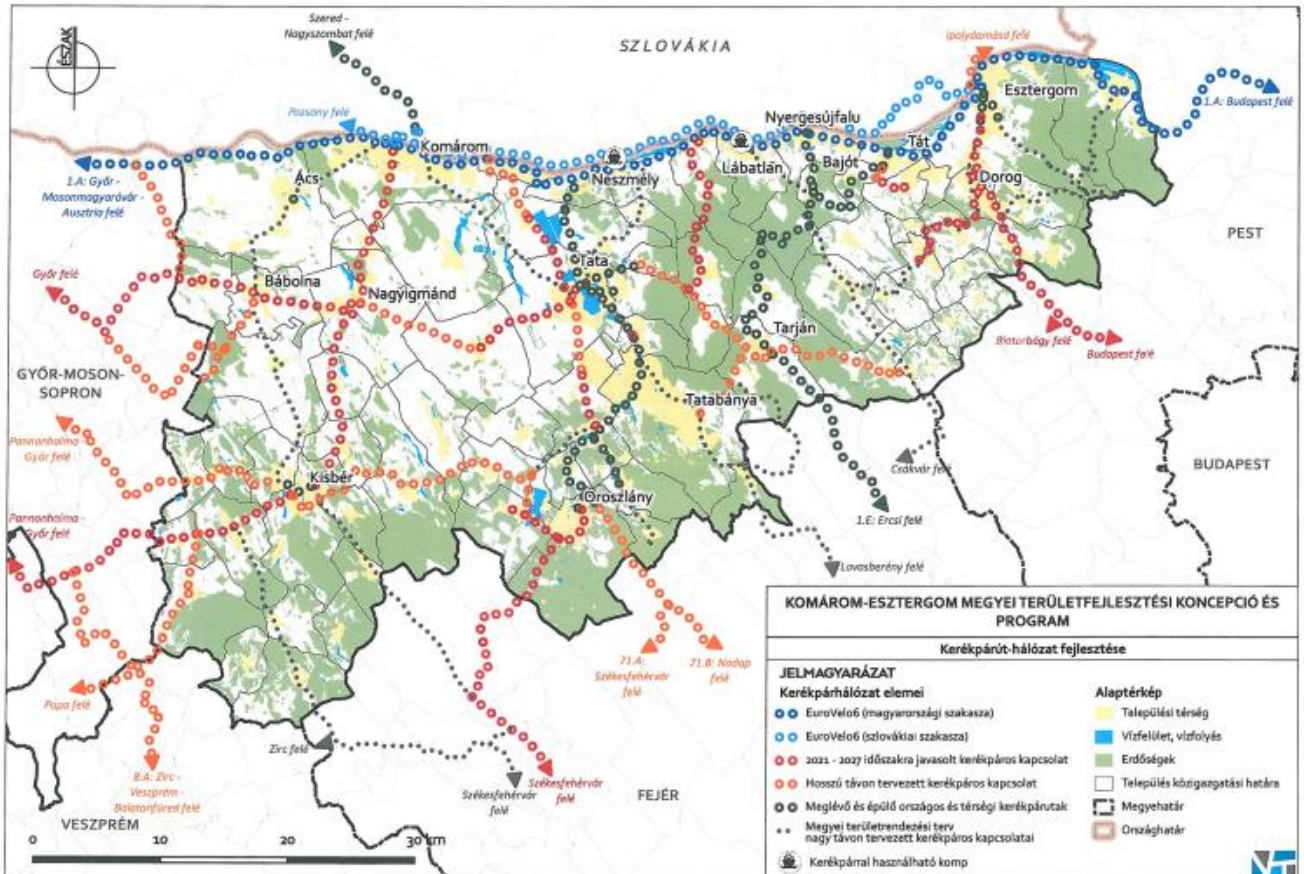 Szered -
Nagyszombat felé
ÉSZAK
SZLOVÁKIA
Ipolydamásd felé
Esztergom
1.A: Budapest felé
Pozsony felé
Nyergesújfalu
Komárom
Tát
Lábatlan
Bajót
Neszmély
Dorog
Ács
1.A: Győr -
Mosonmagyaróvár -
Ausztria felé
PEST
Győr felé
Bábolna
Nagyigmánd
Tata
Tarján
Biatorbágy felé
Budapest felé
GYŐR-MOSON-
SOPRON
Tatabánya
Pannonhalma -
Győr felé
Csákvár felé
BUDAPEST
Kisbér
Oroszlány
1.E: Ercsi felé
Pannonhalma -
Győr felé
Lovasberény felé
71.A:
Székesfehérvár
felé
71.B: Nadap
felé
Pápa felé
Zirc felé
8.A: Zirc -
Veszprém -
Balatonfüred felé
Székesfehérvár
felé
Székesfehérvár
felé
FEJÉR
VESZPRÉM
0 10 20 30 km
KOMÁROM-ESZTERGOM MEGYEI TERÜLETFEJLESZTÉSI KONCEPCIÓ ÉS
PROGRAM
Kerékpárút-hálózat fejlesztése
JELMAGYARÁZAT
Kerékpárhálózat elemei
EuroVelo6 (magyarországi szakasza)
EuroVelo6 (szlovákiai szakasza)
2021 - 2027 időszakra javasolt kerékpáros kapcsolat
Hosszú távon tervezett kerékpáros kapcsolat
Meglévő és épülő országos és térségi kerékpárutak
Megyei területrendezési terv
nagy távon tervezett kerékpáros kapcsolatai
Kerékpárral használható komp
Alaptérkép
Települési térség
Vízfelület, vízfolyás
Erdőségek
Település közigazgatási határa
Megyehatár
Országhatár